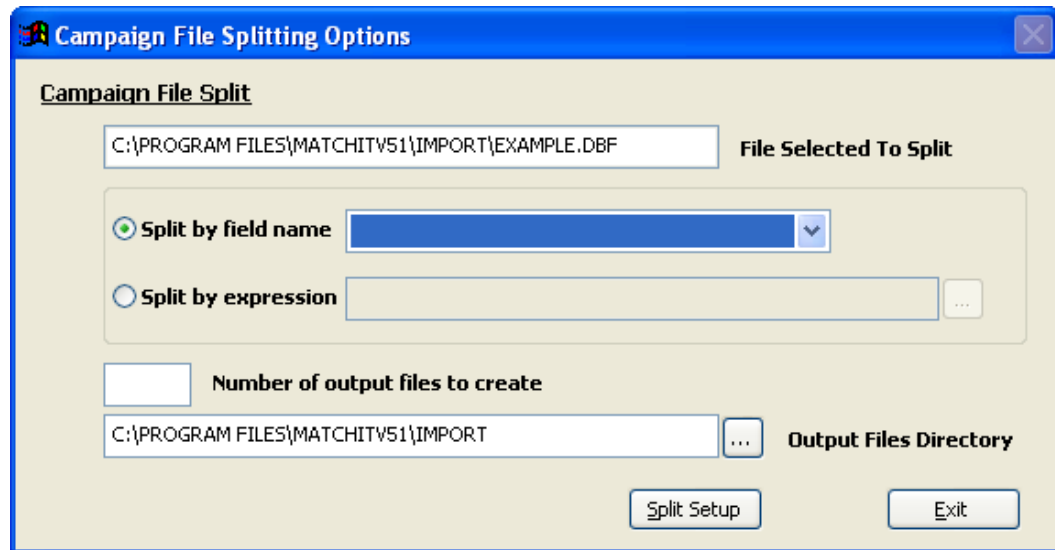 Campaign File Splitting Options
Campaign File Split
C:\PROGRAM FILES\MATCHITV51\IMPORT\EXAMPLE.DBF File Selected To Split
Split by field name
Split by expression ...
Number of output files to create
C:\PROGRAM FILES\MATCHITV51\IMPORT ... Output Files Directory
Split Setup Exit